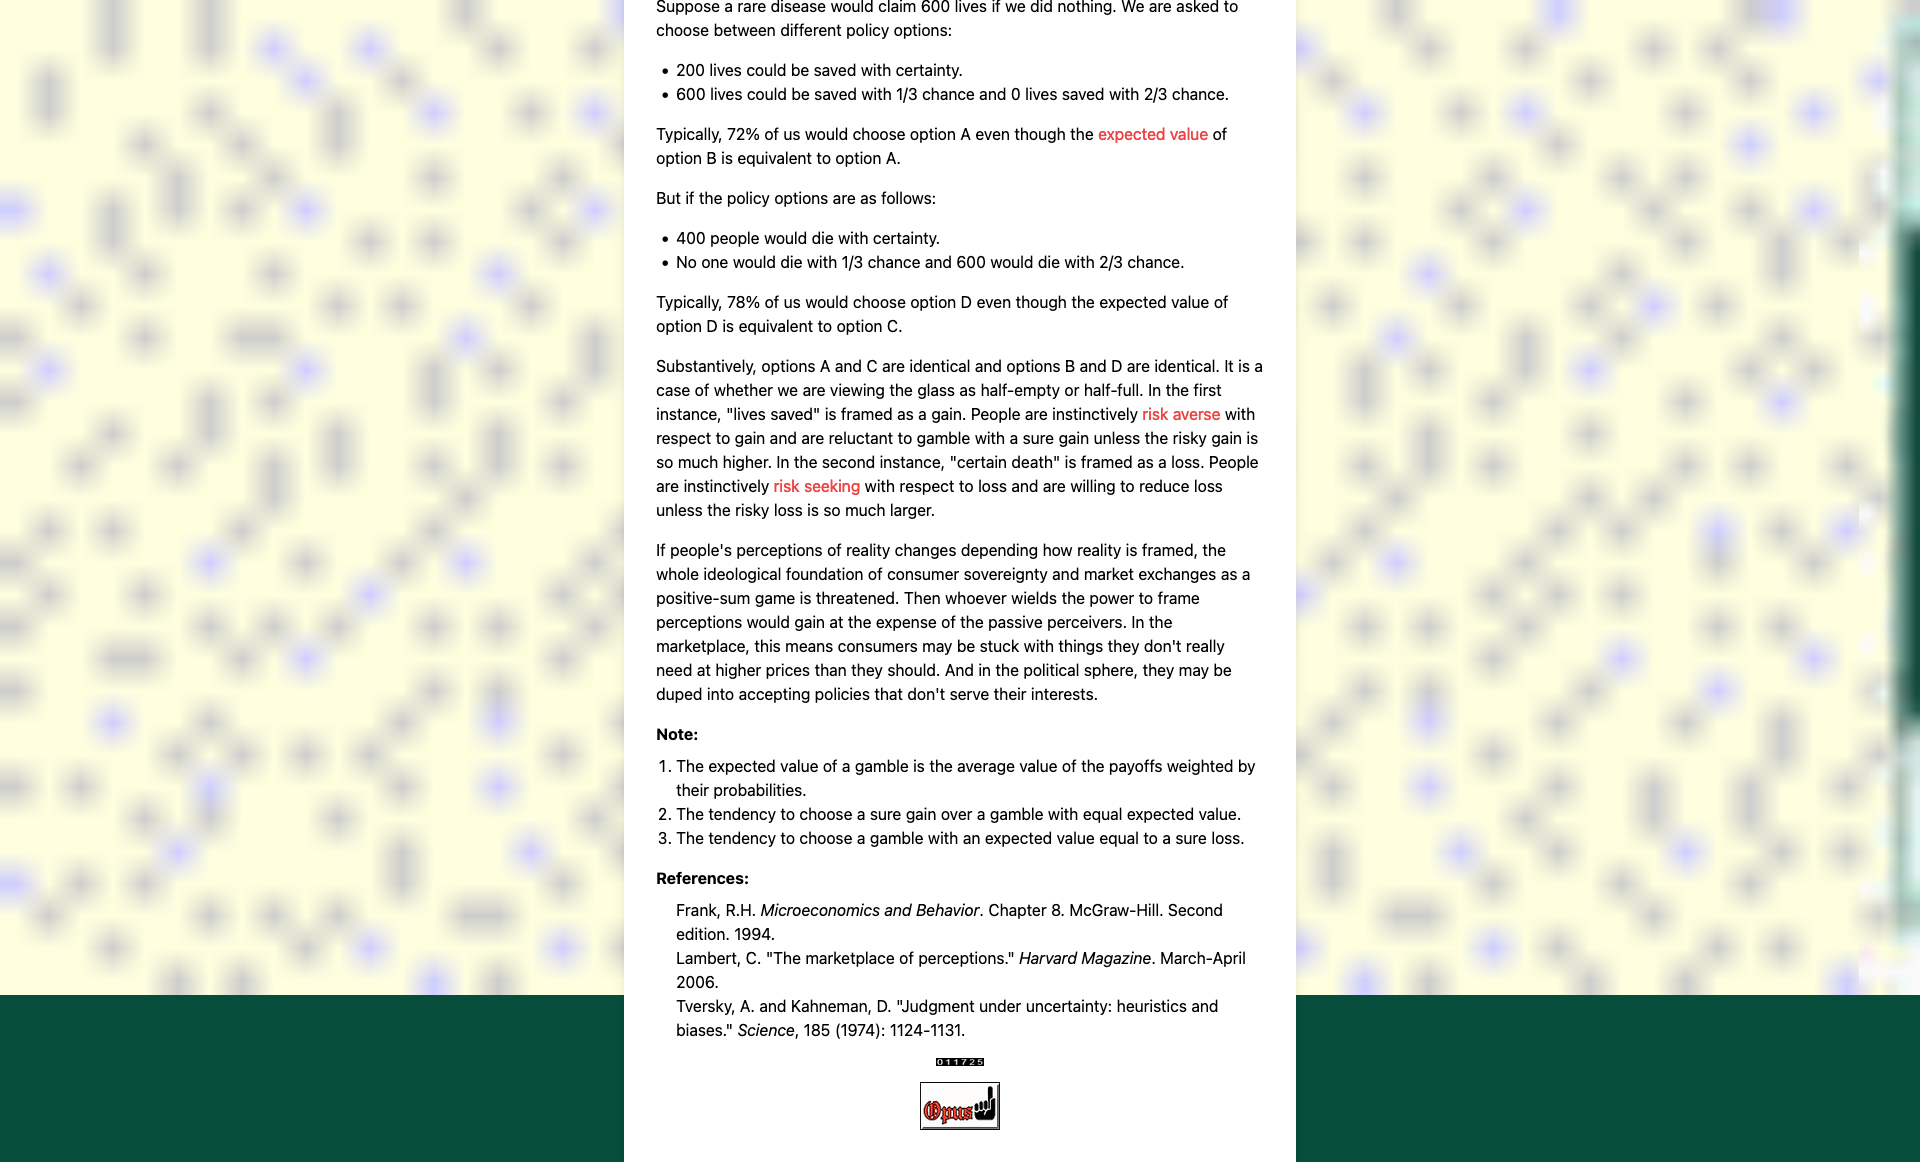 Suppose a rare disease would claim 600 lives if we did nothing. We are asked to
choose between different policy options:
• 200 lives could be saved with certainty.
• 600 lives could be saved with 1/3 chance and 0 lives saved with 2/3 chance.
Typically, 72% of us would choose option A even though the expected value of
option B is equivalent to option A.
But if the policy options are as follows:
• 400 people would die with certainty.
• No one would die with 1/3 chance and 600 would die with 2/3 chance.
Typically, 78% of us would choose option D even though the expected value of
option D is equivalent to option C.
Substantively, options A and C are identical and options B and D are identical. It is a
case of whether we are viewing the glass as half-empty or half-full. In the first
instance, "lives saved" is framed as a gain. People are instinctively risk averse with
respect to gain and are reluctant to gamble with a sure gain unless the risky gain is
so much higher. In the second instance, "certain death" is framed as a loss. People
are instinctively risk seeking with respect to loss and are willing to reduce loss
unless the risky loss is so much larger.
If people's perceptions of reality changes depending how reality is framed, the
whole ideological foundation of consumer sovereignty and market exchanges as a
positive-sum game is threatened. Then whoever wields the power to frame
perceptions would gain at the expense of the passive perceivers. In the
marketplace, this means consumers may be stuck with things they don't really
need at higher prices than they should. And in the political sphere, they may be
duped into accepting policies that don't serve their interests.
Note:
1. The expected value of a gamble is the average value of the payoffs weighted by
their probabilities.
2. The tendency to choose a sure gain over a gamble with equal expected value.
3. The tendency to choose a gamble with an expected value equal to a sure loss.
References:
Frank, R.H. Microeconomics and Behavior. Chapter 8. McGraw-Hill. Second
edition. 1994.
Lambert, C. "The marketplace of perceptions." Harvard Magazine. March-April
2006.
Tversky, A. and Kahneman, D. "Judgment under uncertainty: heuristics and
biases." Science, 185 (1974): 1124-1131.
011725
Opus